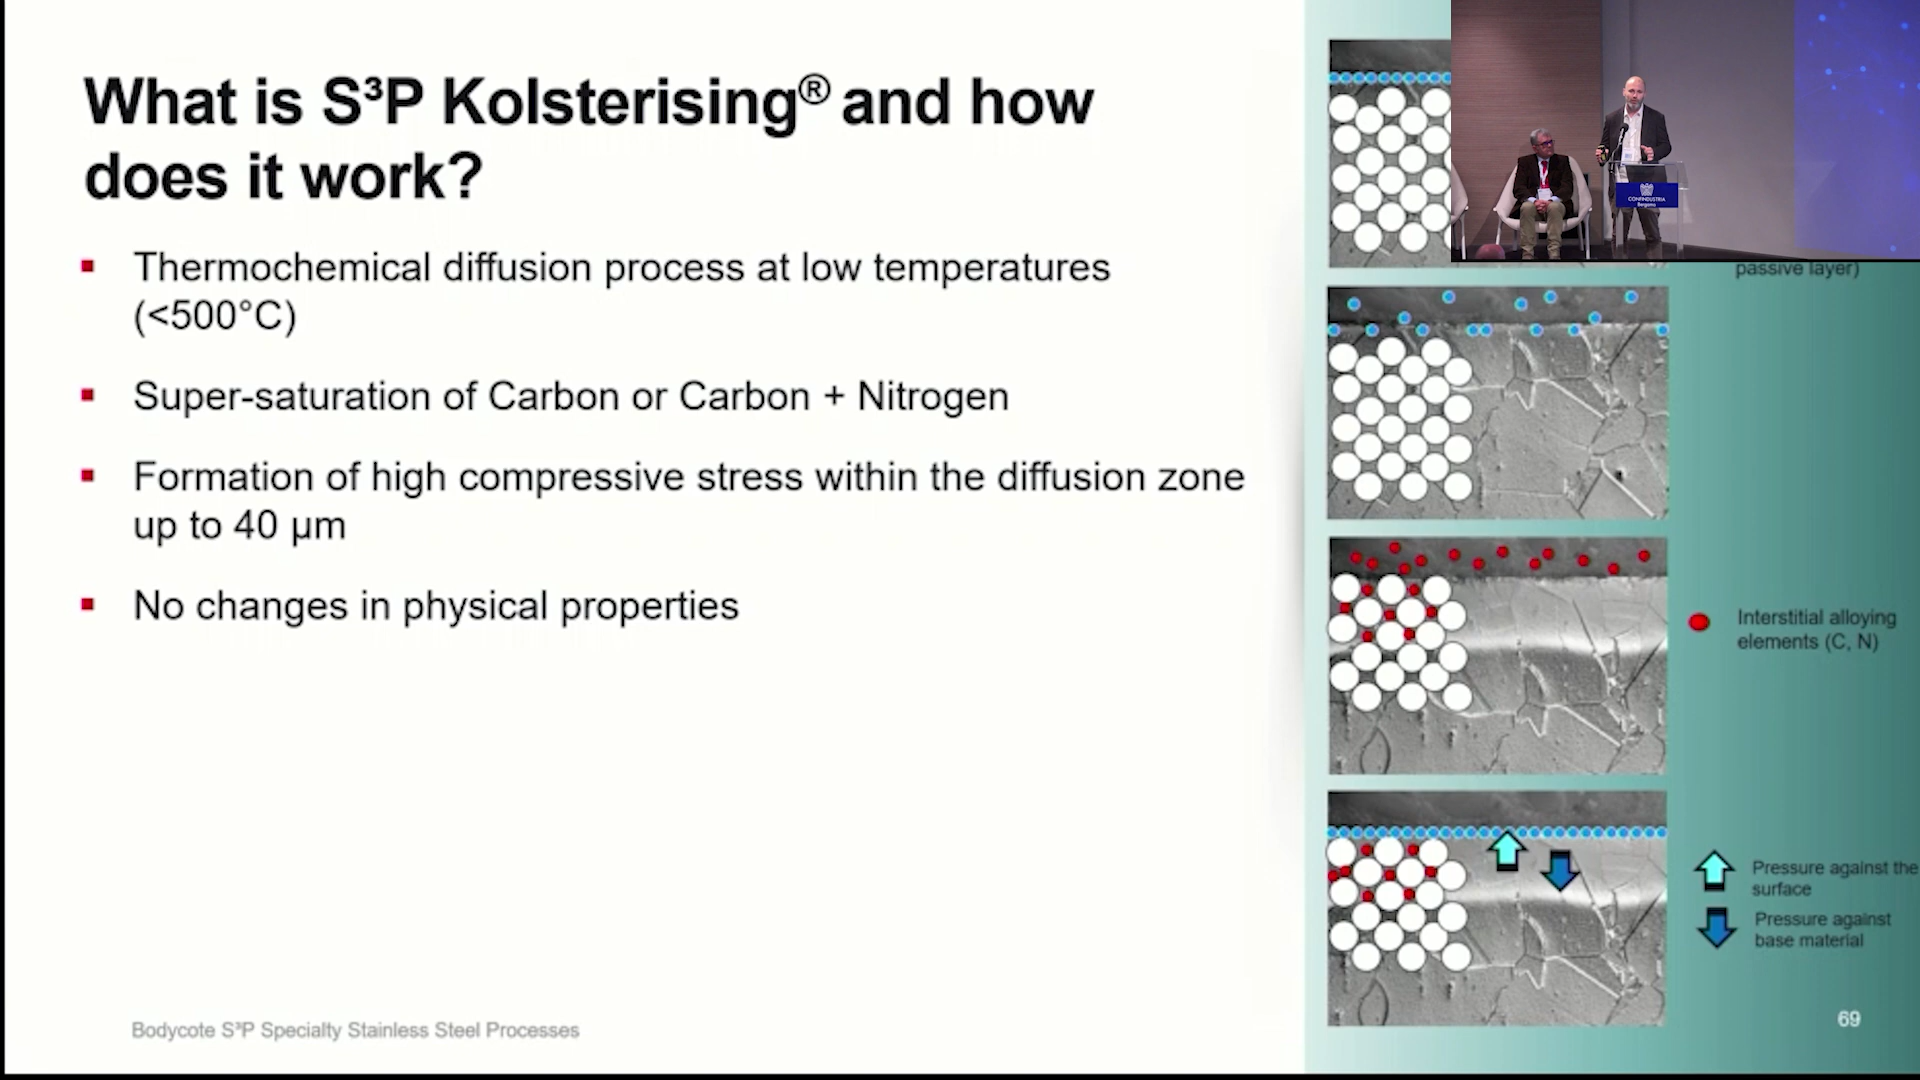 What is S³P Kolsterising® and how
does it work?
▪ Thermochemical diffusion process at low temperatures
(<500°C)
▪ Super-saturation of Carbon or Carbon + Nitrogen
▪ Formation of high compressive stress within the diffusion zone
up to 40 µm
▪ No changes in physical properties
Bodycote S³P Specialty Stainless Steel Processes
CONFINDUSTRIA
Bergamo
passive layer)
Interstitial alloying
elements (C, N)
Pressure against the
surface
Pressure against
base material
69